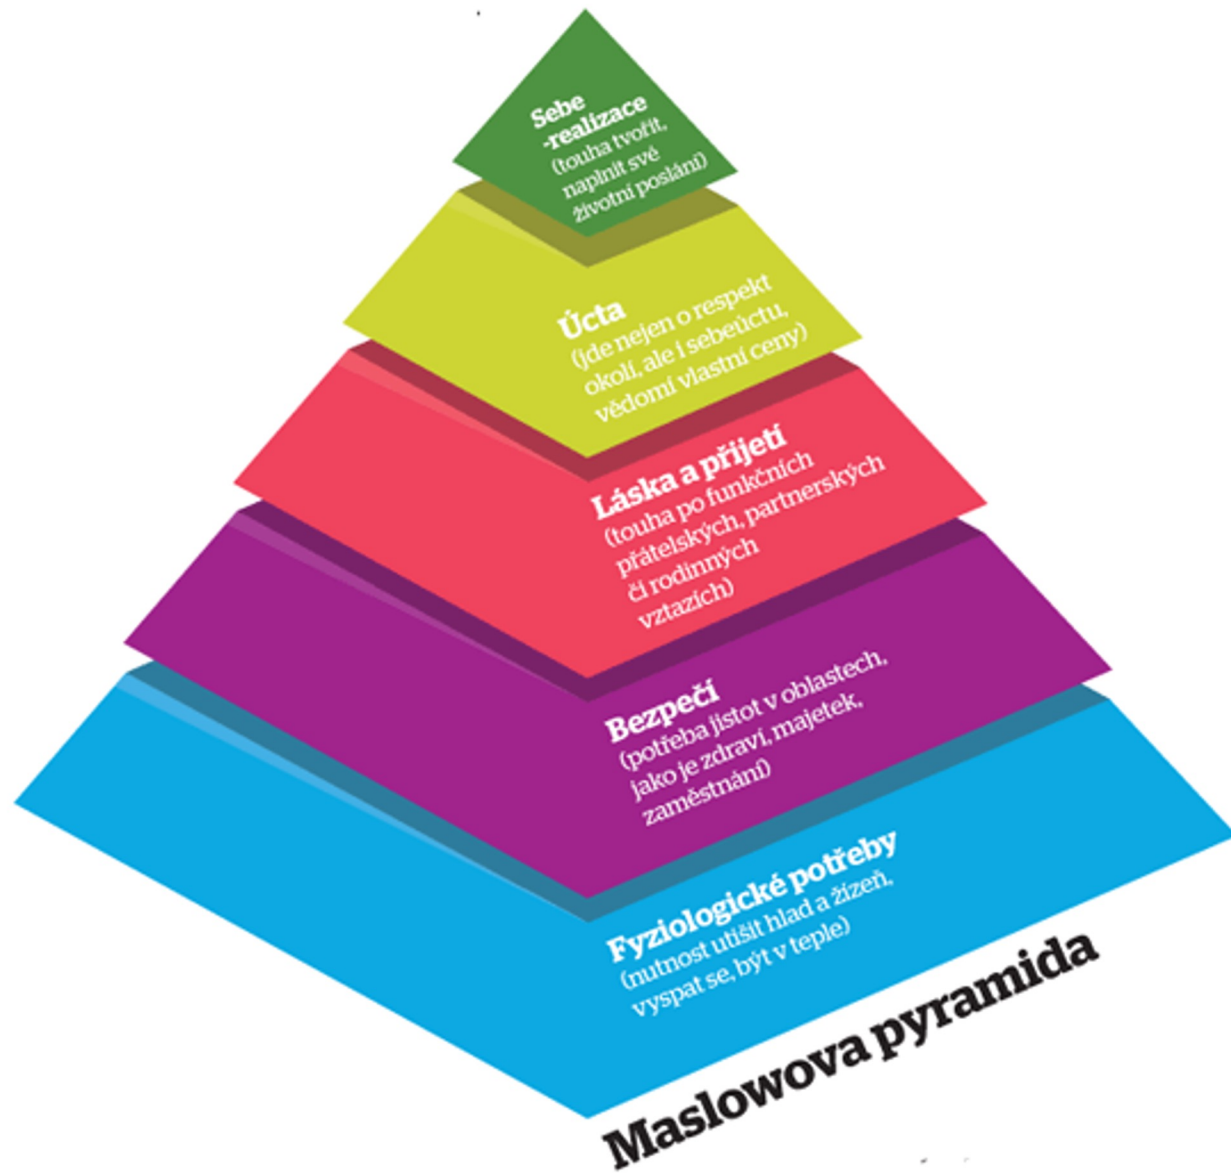 Sebe
-realizace
(touha tvořit,
naplnit své
životní poslání)
Úcta
(jde nejen o respekt
okolí, ale i sebeúctu,
vědomí vlastní ceny)
Láska a přijetí
(touha po funkčních
přátelských, partnerských
či rodinných
vztazích)
Bezpečí
(potřeba jistot v oblastech,
jako je zdraví, majetek,
zaměstnání)
Fyziologické potřeby
(nutnost utišit hlad a žízeň,
vyspat se, být v teple)
Maslowova pyramida